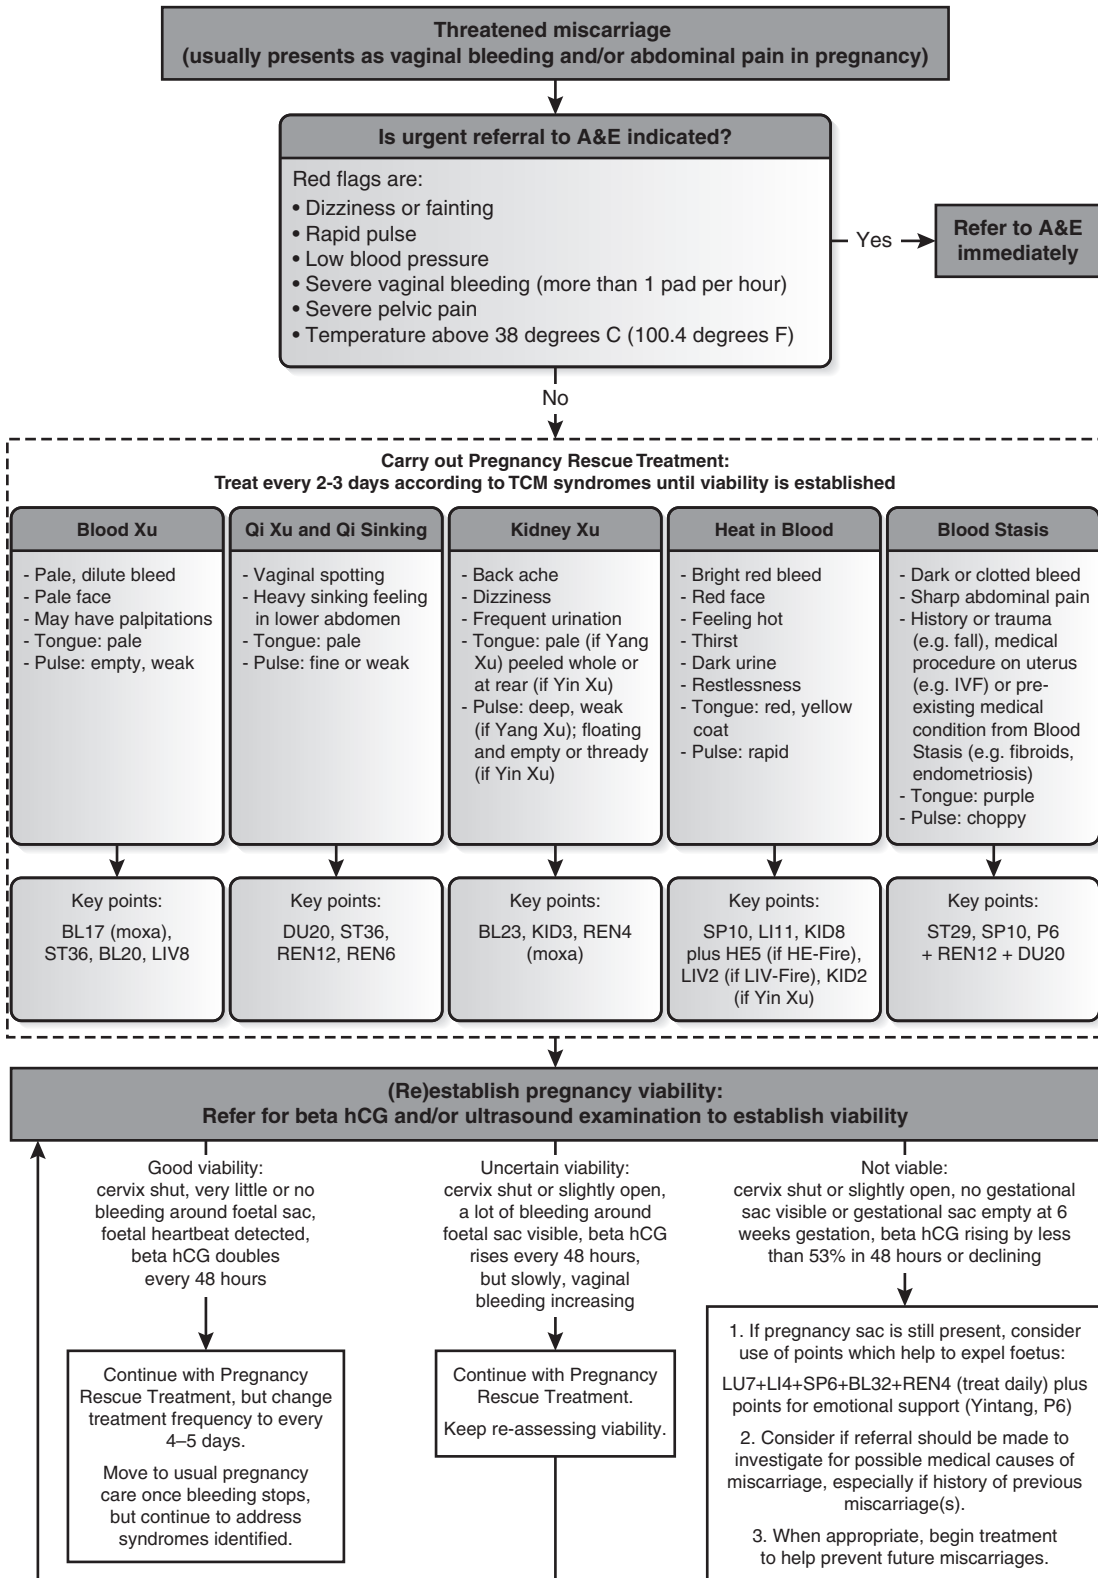 Threatened miscarriage
(usually presents as vaginal bleeding and/or abdominal pain in pregnancy)
Is urgent referral to A&E indicated?
Red flags are:
• Dizziness or fainting
• Rapid pulse
• Low blood pressure
• Severe vaginal bleeding (more than 1 pad per hour)
• Severe pelvic pain
• Temperature above 38 degrees C (100.4 degrees F)
Yes
Refer to A&E
immediately
No
Carry out Pregnancy Rescue Treatment:
Treat every 2-3 days according to TCM syndromes until viability is established
Blood Xu
- Pale, dilute bleed
- Pale face
- May have palpitations
- Tongue: pale
- Pulse: empty, weak
Key points:
BL17 (moxa),
ST36, BL20, LIV8
Qi Xu and Qi Sinking
- Vaginal spotting
- Heavy sinking feeling
in lower abdomen
- Tongue: pale
- Pulse: fine or weak
Key points:
DU20, ST36,
REN12, REN6
Kidney Xu
- Back ache
- Dizziness
- Frequent urination
- Tongue: pale (if Yang
Xu) peeled whole or
at rear (if Yin Xu)
- Pulse: deep, weak
(if Yang Xu); floating
and empty or thready
(if Yin Xu)
Key points:
BL23, KID3, REN4
(moxa)
Heat in Blood
- Bright red bleed
- Red face
- Feeling hot
- Thirst
- Dark urine
- Restlessness
- Tongue: red, yellow
coat
- Pulse: rapid
Key points:
SP10, LI11, KID8
plus HE5 (if HE-Fire),
LIV2 (if LIV-Fire), KID2
(if Yin Xu)
Blood Stasis
- Dark or clotted bleed
- Sharp abdominal pain
- History or trauma
(e.g. fall), medical
procedure on uterus
(e.g. IVF) or pre-
existing medical
condition from Blood
Stasis (e.g. fibroids,
endometriosis)
- Tongue: purple
- Pulse: choppy
Key points:
ST29, SP10, P6
+ REN12 + DU20
(Re)establish pregnancy viability:
Refer for beta hCG and/or ultrasound examination to establish viability
Good viability:
cervix shut, very little or no
bleeding around foetal sac,
foetal heartbeat detected,
beta hCG doubles
every 48 hours
Continue with Pregnancy
Rescue Treatment, but change
treatment frequency to every
4–5 days.
Move to usual pregnancy
care once bleeding stops,
but continue to address
syndromes identified.
Uncertain viability:
cervix shut or slightly open,
a lot of bleeding around
foetal sac visible, beta hCG
rises every 48 hours,
but slowly, vaginal
bleeding increasing
Continue with Pregnancy
Rescue Treatment.
Keep re-assessing viability.
Not viable:
cervix shut or slightly open, no gestational
sac visible or gestational sac empty at 6
weeks gestation, beta hCG rising by less
than 53% in 48 hours or declining
1. If pregnancy sac is still present, consider
use of points which help to expel foetus:
LU7+LI4+SP6+BL32+REN4 (treat daily) plus
points for emotional support (Yintang, P6)
2. Consider if referral should be made to
investigate for possible medical causes of
miscarriage, especially if history of previous
miscarriage(s).
3. When appropriate, begin treatment
to help prevent future miscarriages.